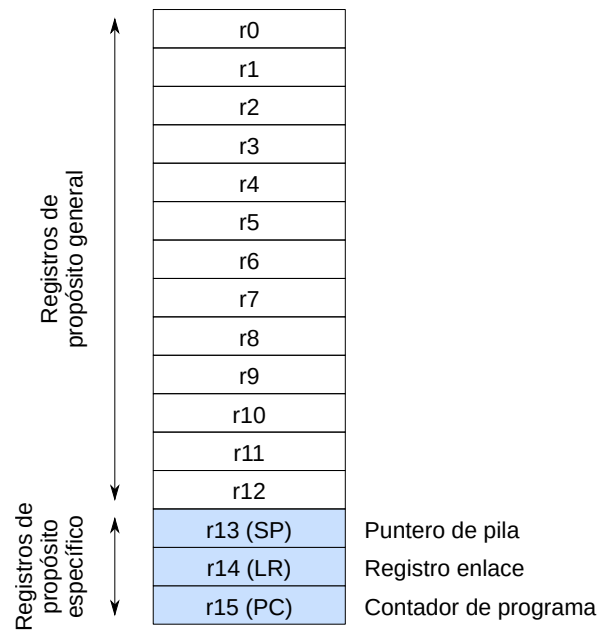 r0
r1
r2
r3
r4
r5
r6
r7
r8
r9
r10
r11
r12
r13 (SP)
r14 (LR)
r15 (PC)
Registros de
propósito general
Registros de
propósito
específico
Puntero de pila
Registro enlace
Contador de programa